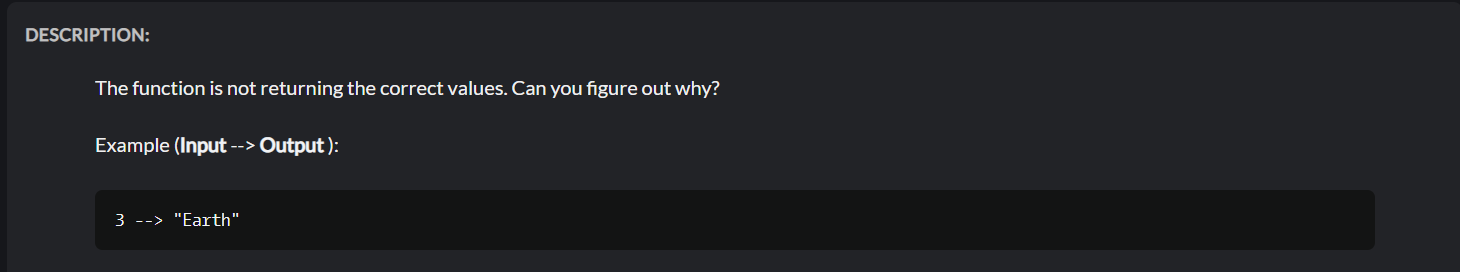 DESCRIPTION:
The function is not returning the correct values. Can you figure out why?
Example (Input --> Output ):
3 --> "Earth"